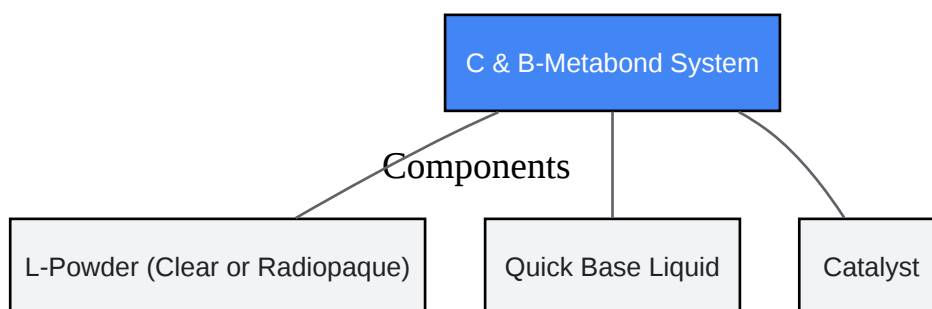 C & B-Metabond System
Components
L-Powder (Clear or Radiopaque)
Quick Base Liquid
Catalyst